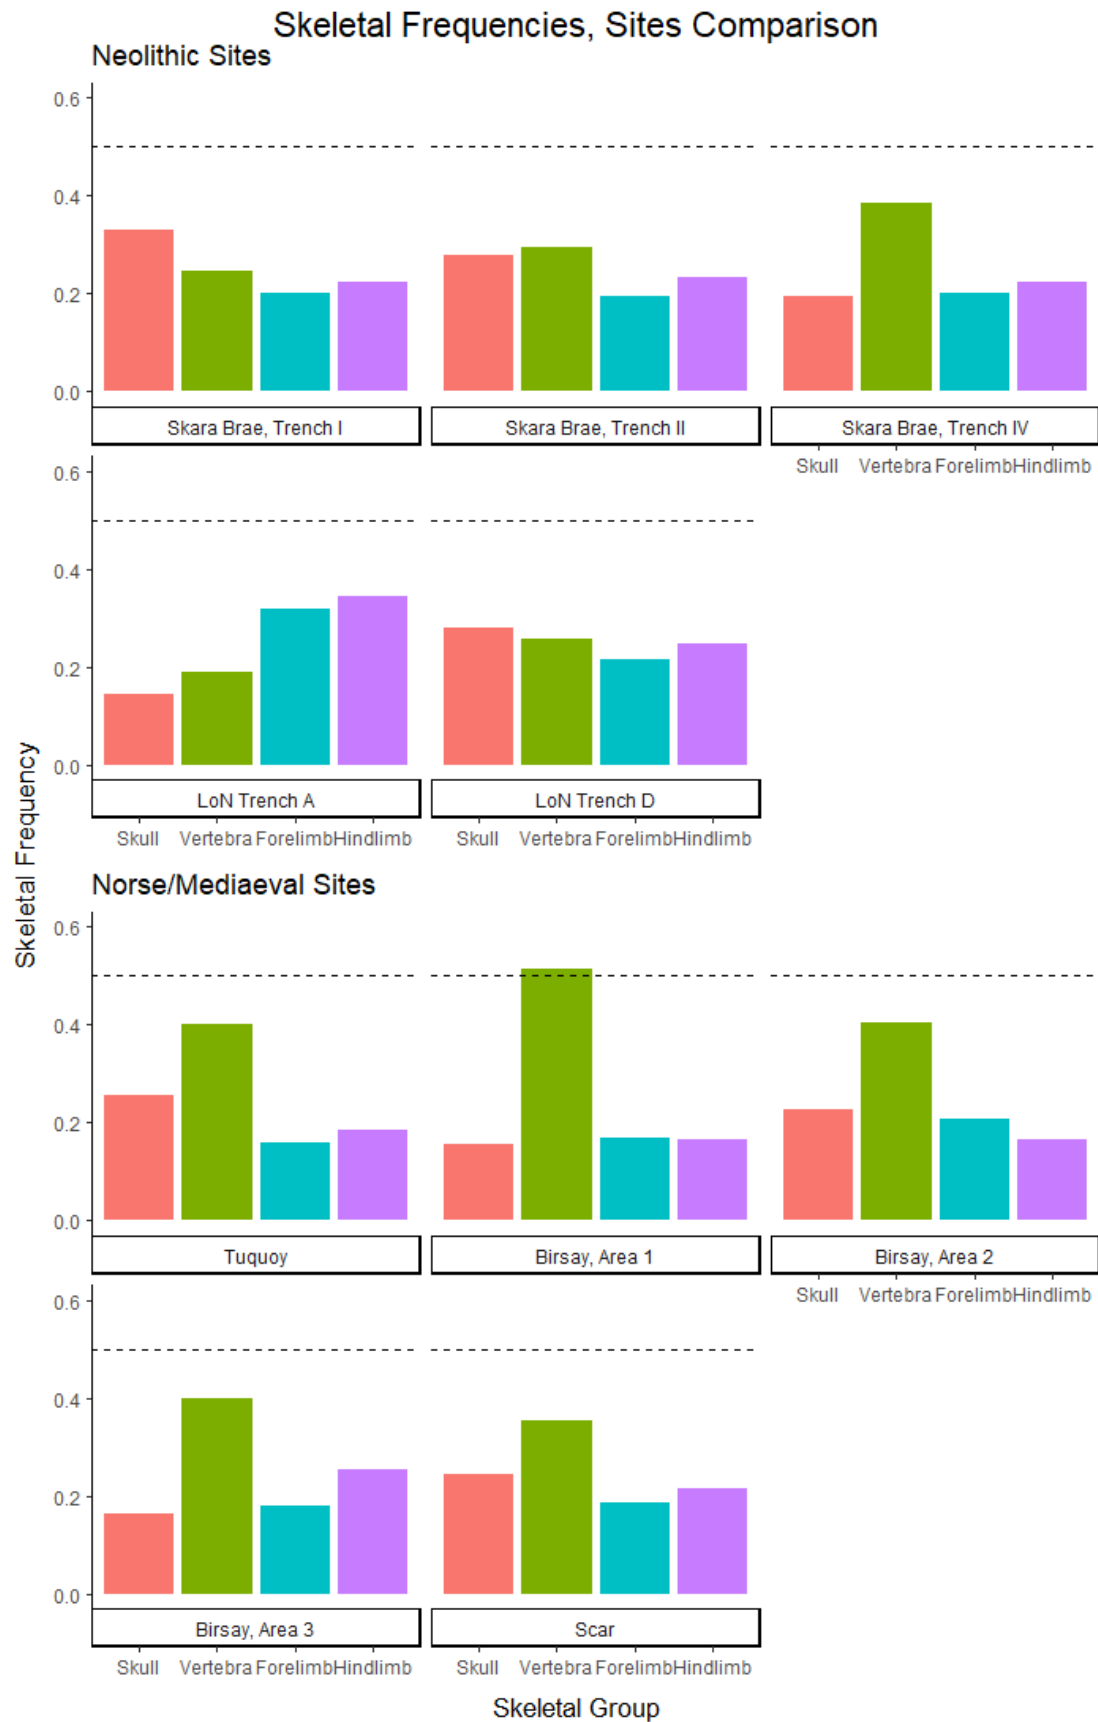 Skeletal Frequencies, Sites Comparison
Neolithic Sites
0.6
0.4
0.2
0.0
Skara Brae, Trench I
Skara Brae, Trench II
Skara Brae, Trench IV
Skull Vertebra Forelimb Hindlimb
0.6
0.4
0.2
0.0
LoN Trench A
LoN Trench D
Skull Vertebra Forelimb Hindlimb
Skull Vertebra Forelimb Hindlimb
Skeletal Frequency
Norse/Mediaeval Sites
0.6
0.4
0.2
0.0
Tuquoy
Birsay, Area 1
Birsay, Area 2
Skull Vertebra Forelimb Hindlimb
0.6
0.4
0.2
0.0
Birsay, Area 3
Scar
Skull Vertebra Forelimb Hindlimb
Skull Vertebra Forelimb Hindlimb
Skeletal Group